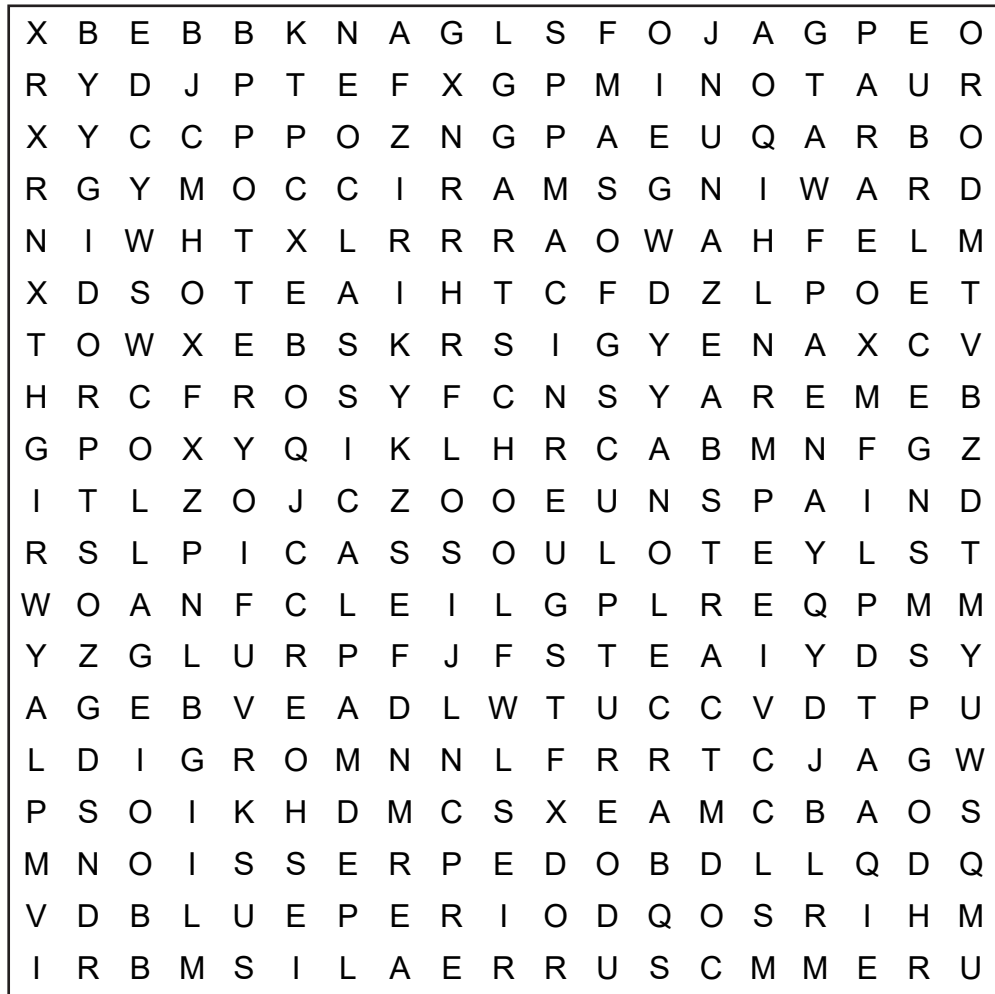 X B E B B K N A G L S F O J A G P E O
R Y D J P T E F X G P M I N O T A U R
X Y C C P P O Z N G P A E U Q A R B O
R G Y M O C C I R A M S G N I W A R D
N I W H T X L R R R A O W A H F E L M
X D S O T E A I H T C F D Z L P O E T
T O W X E B S K R S I G Y E N A X C V
H R C F R O S Y F C N S Y A R E M E B
G P O X Y Q I K L H R C A B M N F G Z
I T L Z O J C Z O O E U N S P A I N D
R S L P I C A S S O U L O T E Y L S T
W O A N F C L E I L G P L R E Q P M M
Y Z G L U R P F J F S T E A I Y D S Y
A G E B V E A D L W T U C C V D T P U
L D I G R O M N N L F R R T C J A G W
P S O I K H D M C S X E A M C B A O S
M N O I S S E R P E D O B D L L Q D Q
V D B L U E P E R I O D Q O S R I H M
I R B M S I L A E R R U S C M M E R U